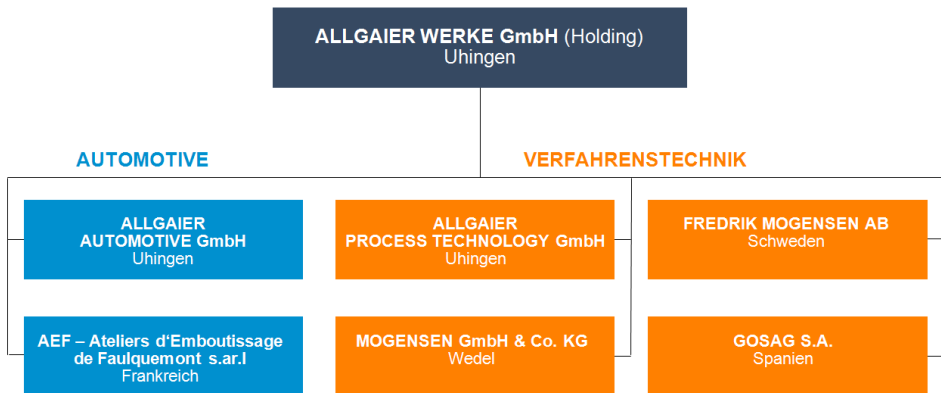 ALLGAIER WERKE GmbH (Holding)
Uhingen
AUTOMOTIVE
VERFAHRENSTECHNIK
ALLGAIER
AUTOMOTIVE GmbH
Uhingen
ALLGAIER
PROCESS TECHNOLOGY GmbH
Uhingen
FREDRIK MOGENSEN AB
Schweden
AEF – Ateliers d‘Emboutissage
de Faulquemont s.ar.l
Frankreich
MOGENSEN GmbH & Co. KG
Wedel
GOSAG S.A.
Spanien